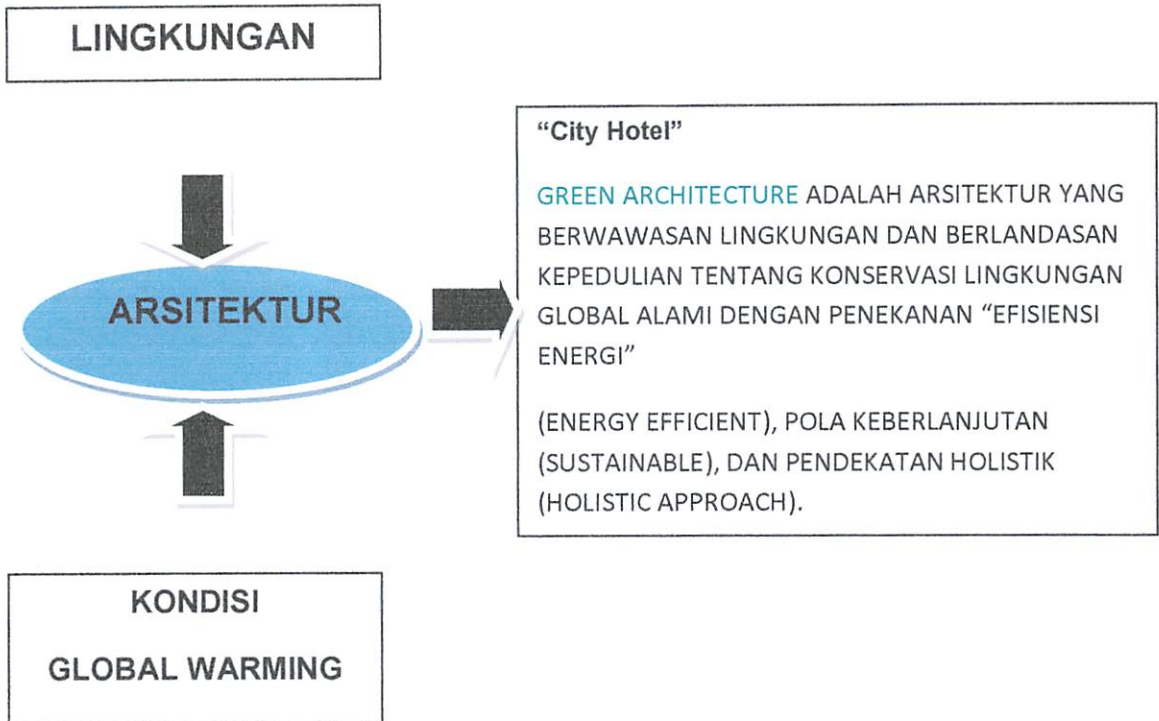 LINGKUNGAN
ARSITEKTUR
KONDISI
GLOBAL WARMING
“City Hotel”
GREEN ARCHITECTURE ADALAH ARSITEKTUR YANG
BERWAWASAN LINGKUNGAN DAN BERLANDASAN
KEPEDULIAN TENTANG KONSERVASI LINGKUNGAN
GLOBAL ALAMI DENGAN PENEKANAN “EFISIENSI
ENERGI”
(ENERGY EFFICIENT), POLA KEBERLANJUTAN
(SUSTAINABLE), DAN PENDEKATAN HOLISTIK
(HOLISTIC APPROACH).